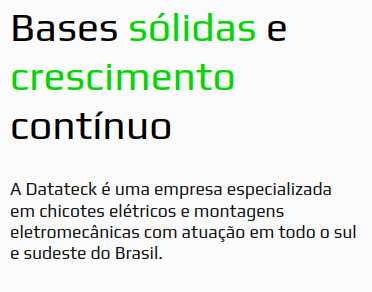 Bases sólidas e
crescimento
contínuo
A Datateck é uma empresa especializada
em chicotes elétricos e montagens
eletromecânicas com atuação em todo o sul
e sudeste do Brasil.